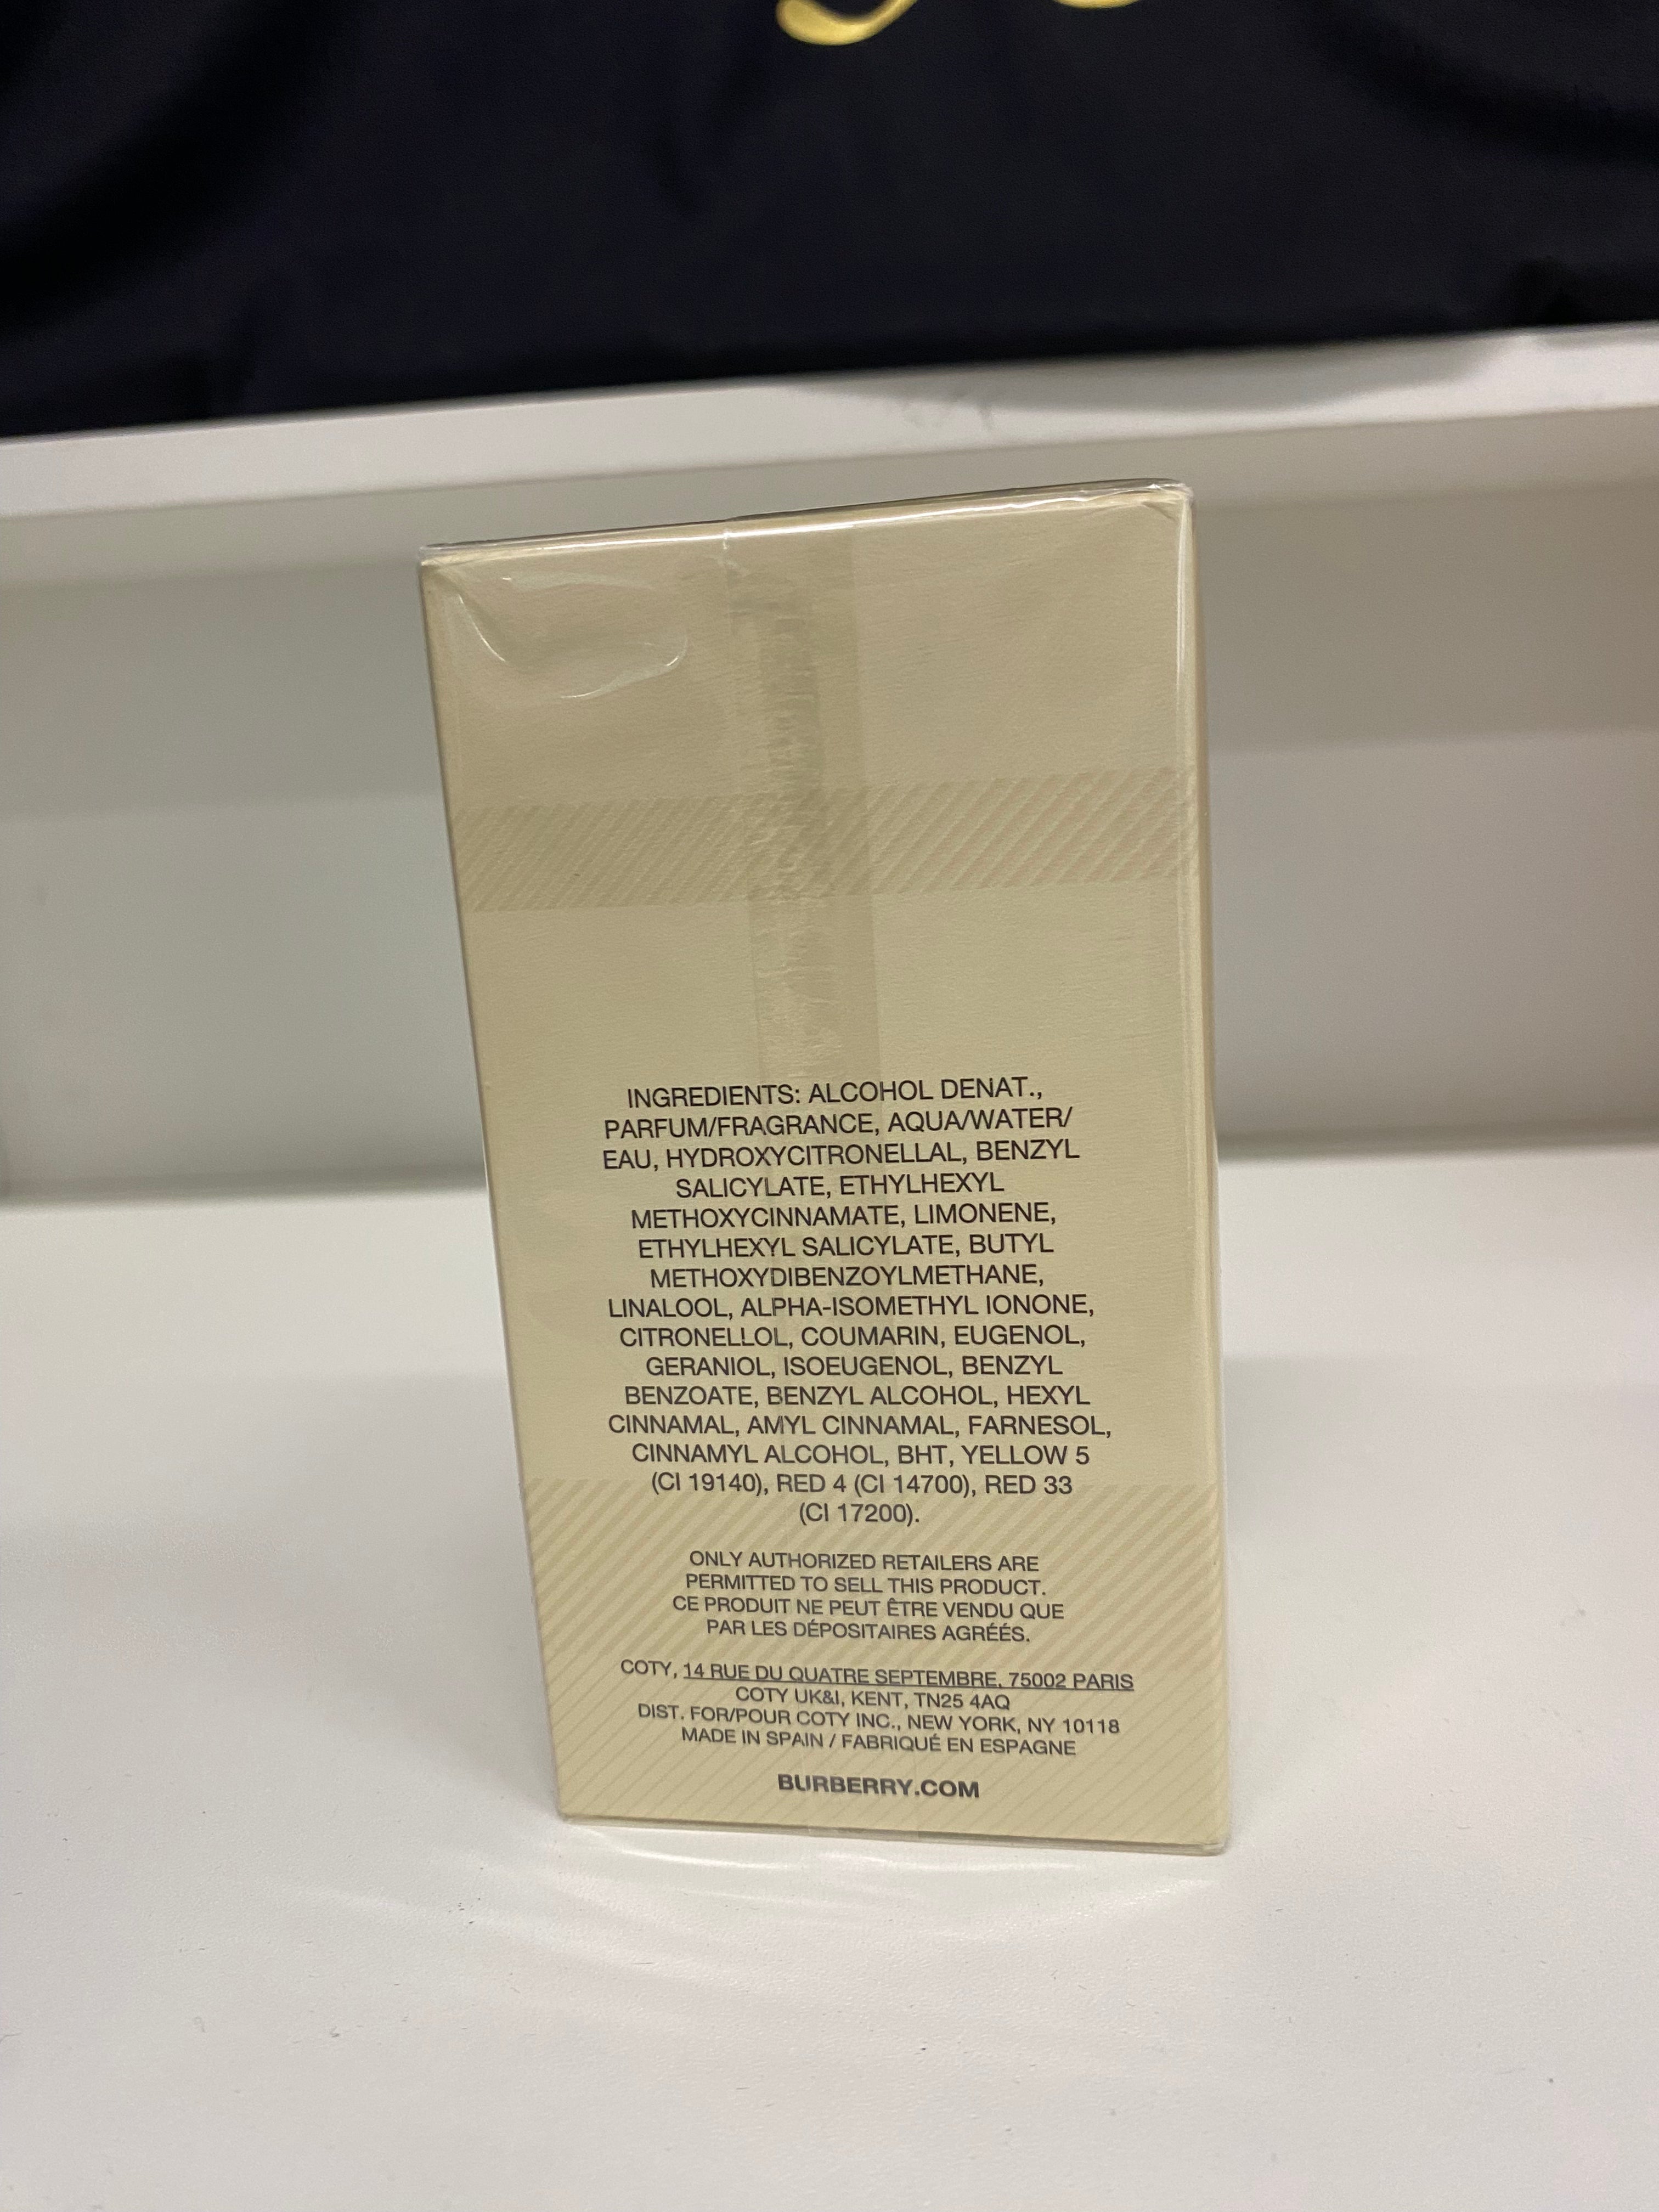 INGREDIENTS: ALCOHOL DENAT.,
PARFUM/FRAGRANCE, AQUA/WATER/
EAU, HYDROXYCITRONELLAL, BENZYL
SALICYLATE, ETHYLHEXYL
METHOXYCINNAMATE, LIMONENE,
ETHYLHEXYL SALICYLATE, BUTYL
METHOXYDIBENZOYLMETHANE,
LINALOOL, ALPHA-ISOMETHYL IONONE,
CITRONELLOL, COUMARIN, EUGENOL,
GERANIOL, ISOEUGENOL, BENZYL
BENZOATE, BENZYL ALCOHOL, HEXYL
CINNAMAL, AMYL CINNAMAL, FARNESOL,
CINNAMYL ALCOHOL, BHT, YELLOW 5
(CI 19140), RED 4 (CI 14700), RED 33
(CI 17200).
ONLY AUTHORIZED RETAILERS ARE
PERMITTED TO SELL THIS PRODUCT.
CE PRODUIT NE PEUT ÊTRE VENDU QUE
PAR LES DÉPOSITAIRES AGRÉÉS.
COTY, 14 RUE DU QUATRE SEPTEMBRE, 75002 PARIS
COTY UK&I, KENT, TN25 4AQ
DIST. FOR/POUR COTY INC., NEW YORK, NY 10118
MADE IN SPAIN / FABRIQUÉ EN ESPAGNE
BURBERRY.COM